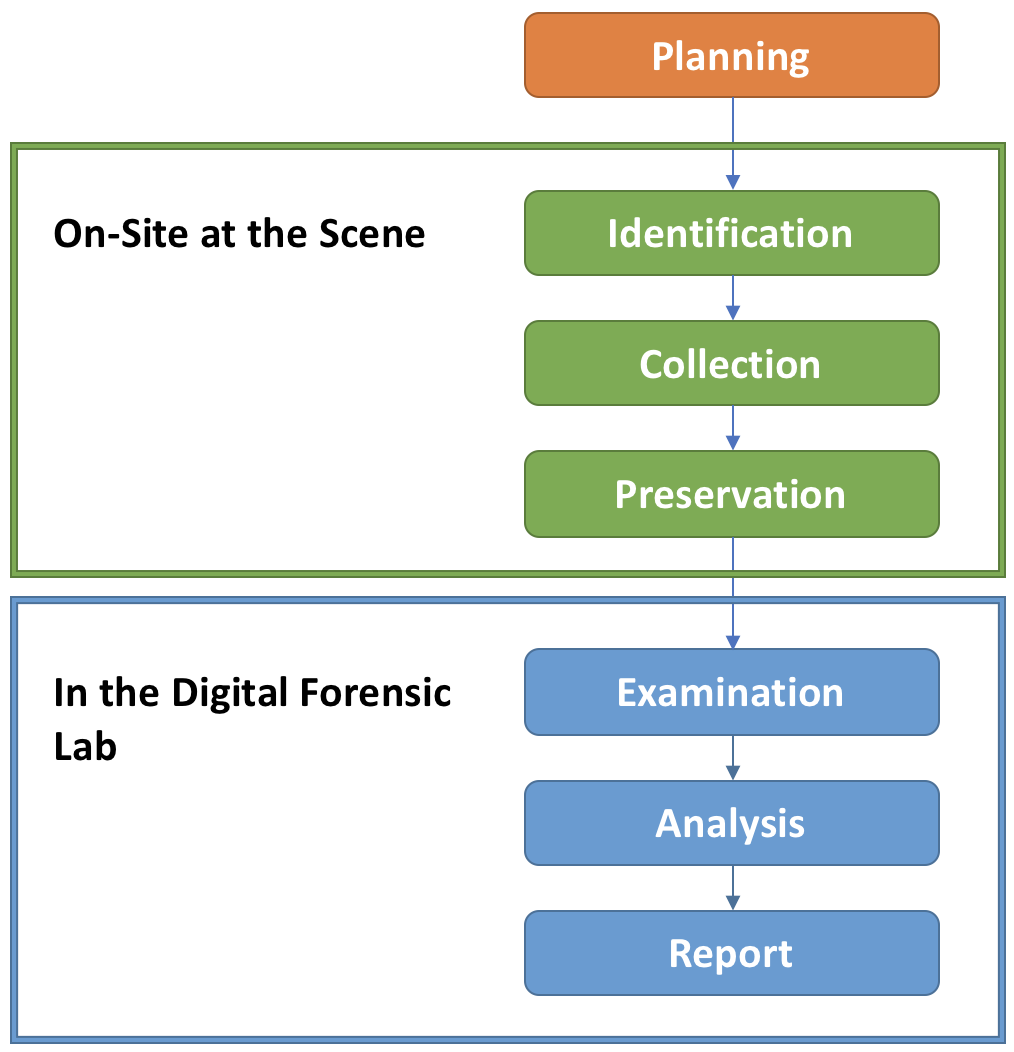 Planning
On-Site at the Scene
Identification
Collection
Preservation
In the Digital Forensic
Lab
Examination
Analysis
Report